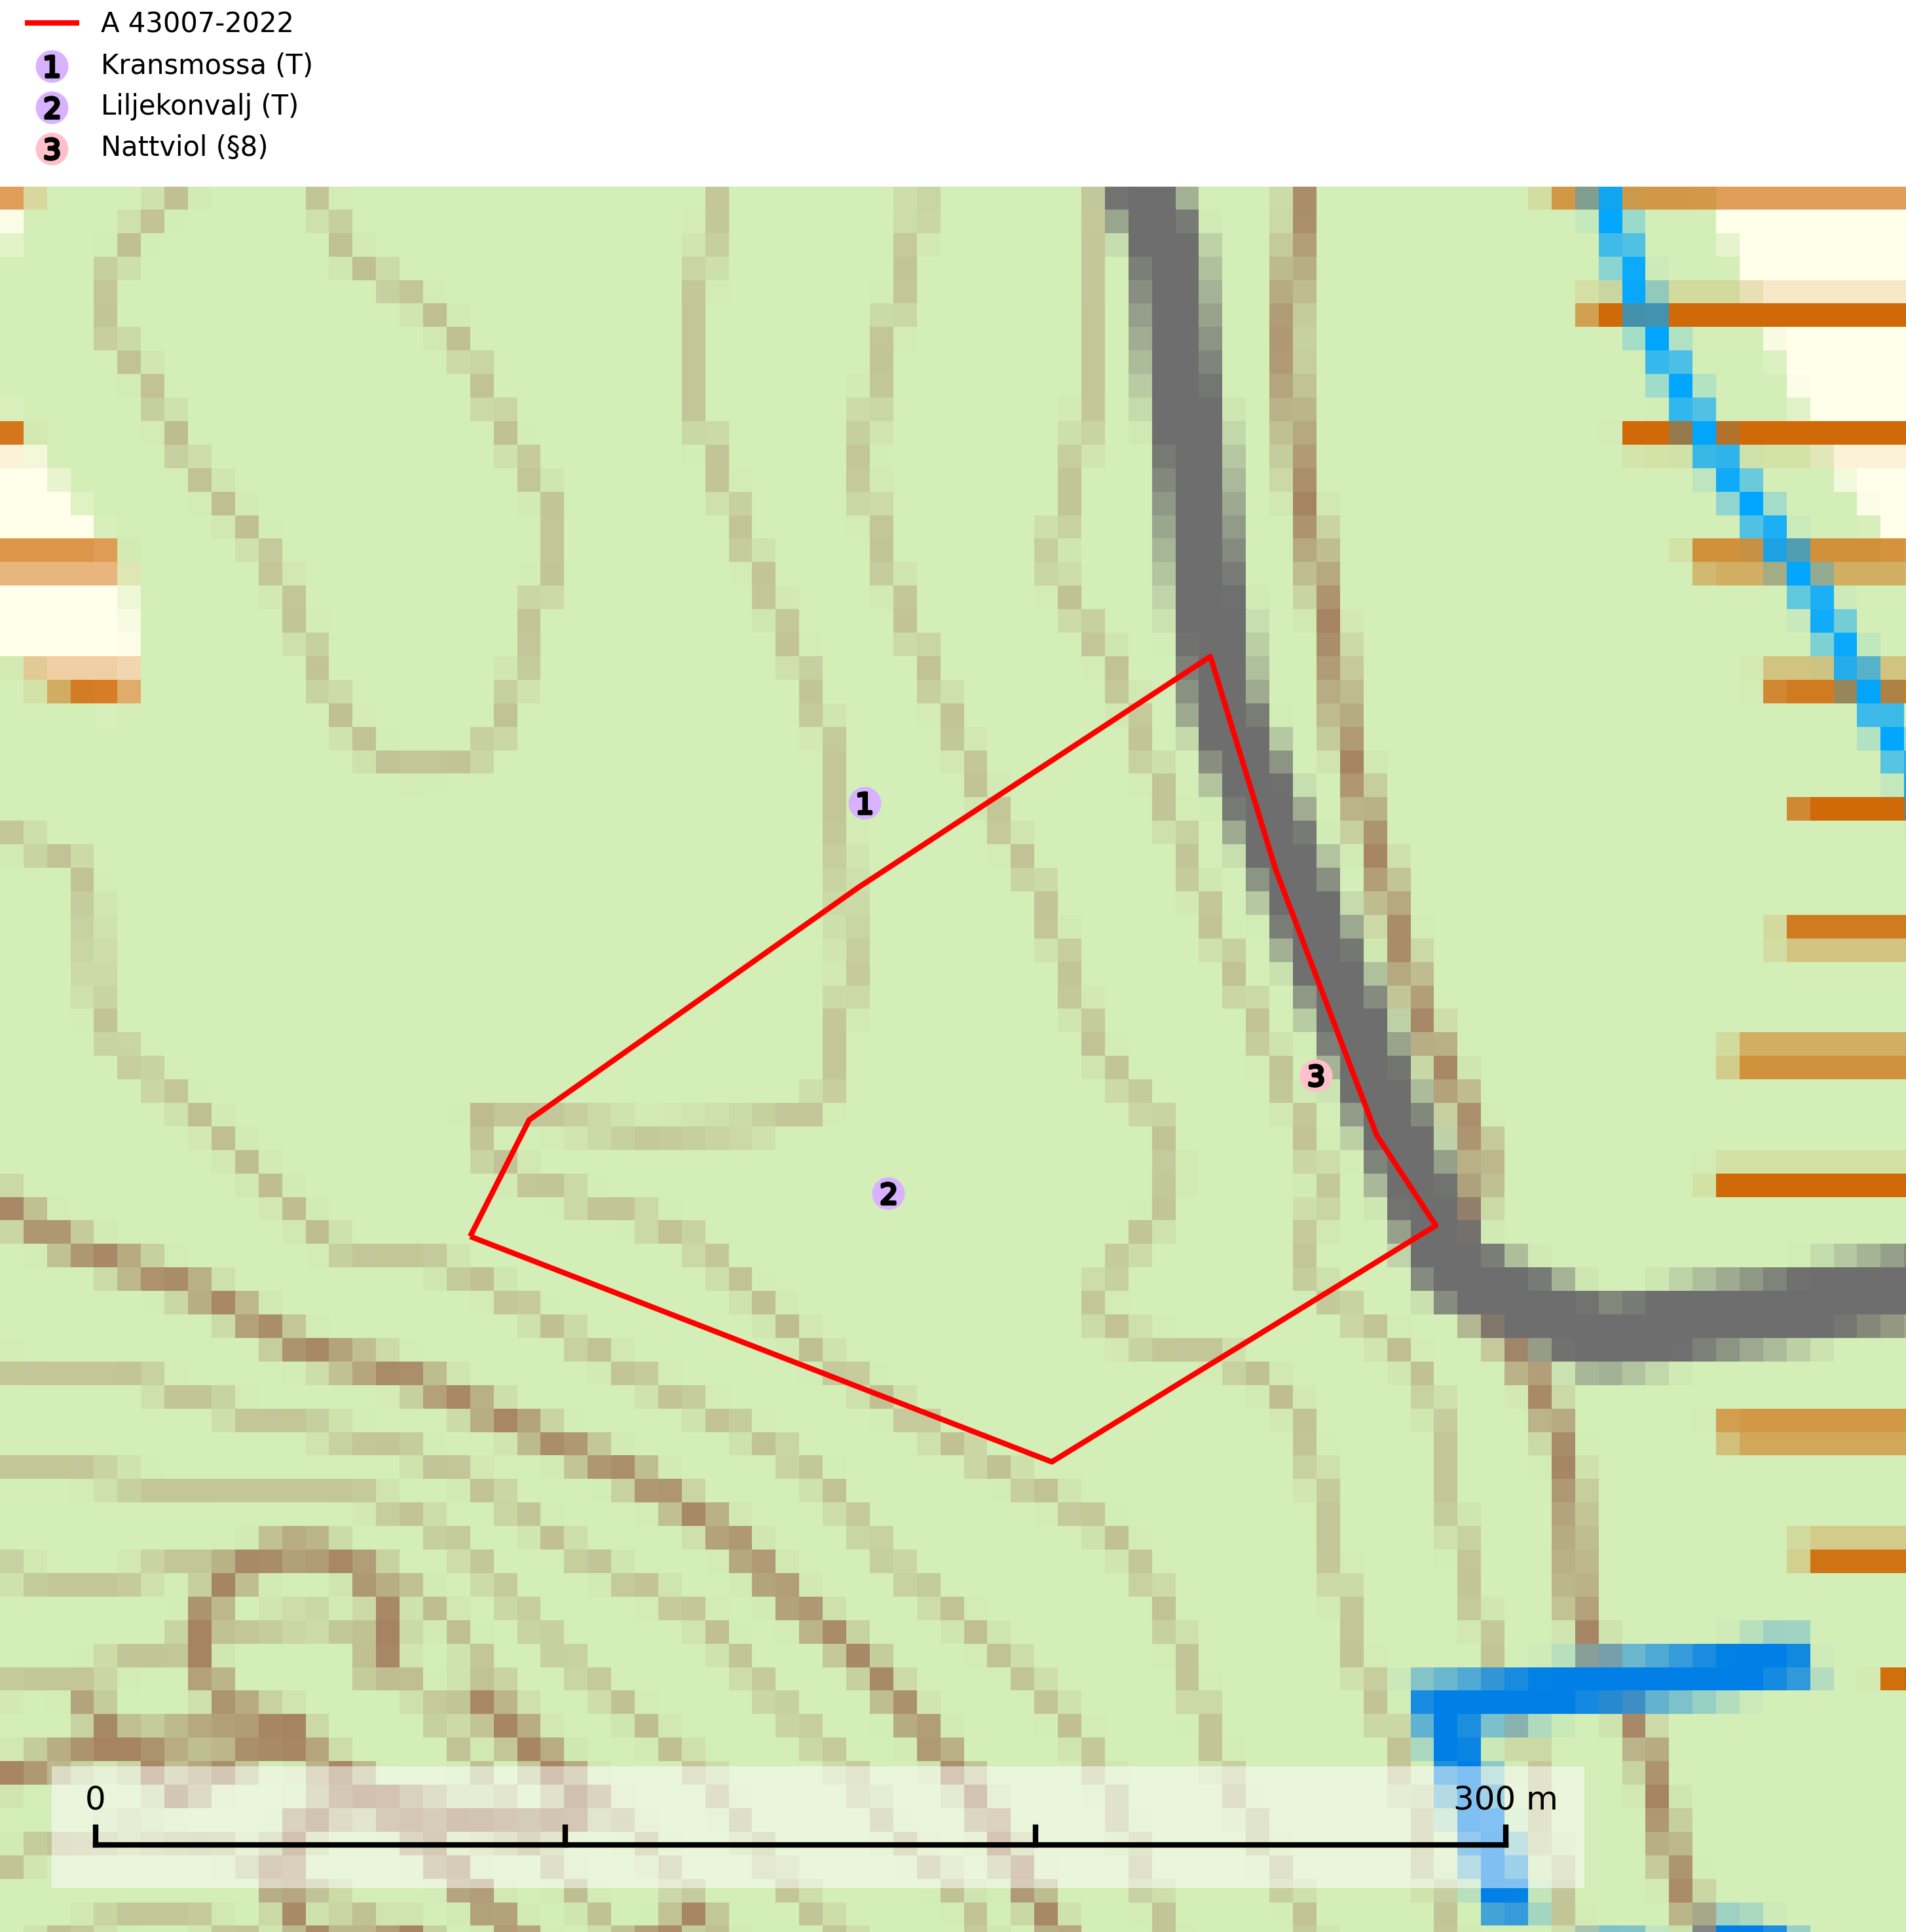 A 43007-2022
1 Kransmossa (T)
2 Liljekonvalj (T)
3 Nattviol (§8)
1
3
2
0 300 m